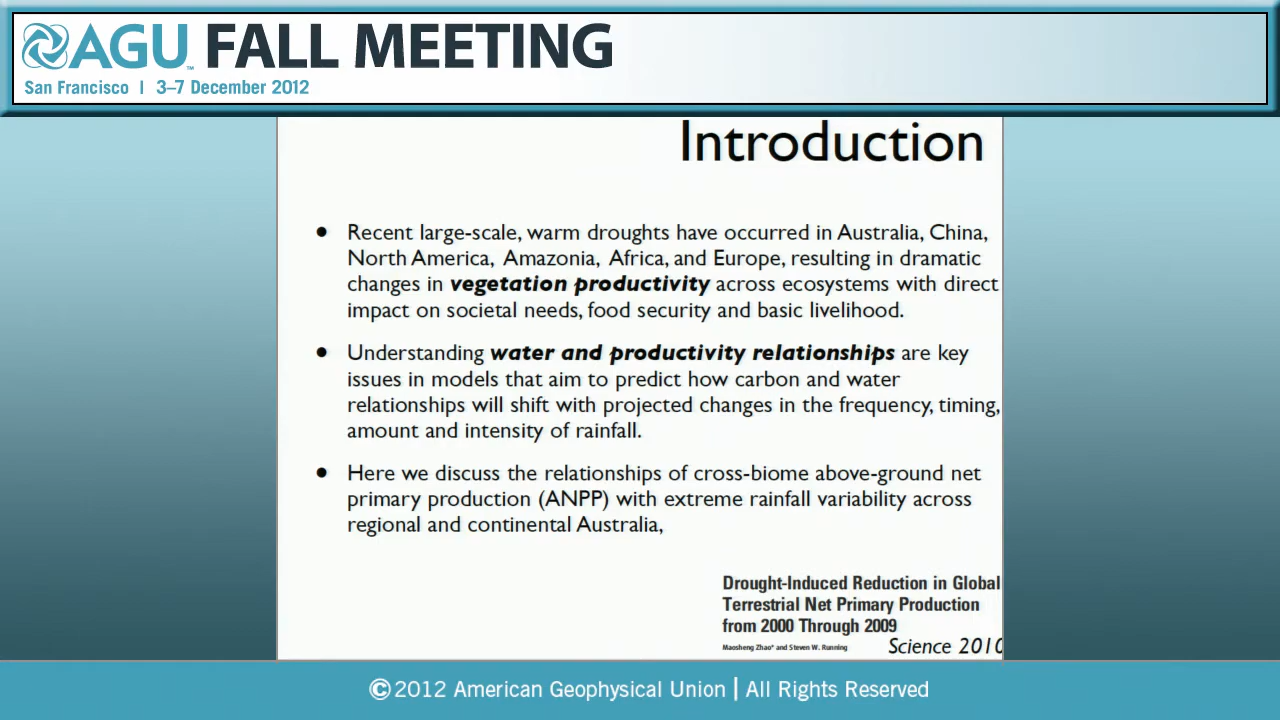 AGU™ FALL MEETING
San Francisco | 3–7 December 2012
Introduction
• Recent large-scale, warm droughts have occurred in Australia, China,
North America, Amazonia, Africa, and Europe, resulting in dramatic
changes in vegetation productivity across ecosystems with direct
impact on societal needs, food security and basic livelihood.
• Understanding water and productivity relationships are key
issues in models that aim to predict how carbon and water
relationships will shift with projected changes in the frequency, timing,
amount and intensity of rainfall.
• Here we discuss the relationships of cross-biome above-ground net
primary production (ANPP) with extreme rainfall variability across
regional and continental Australia,
Drought-Induced Reduction in Global
Terrestrial Net Primary Production
from 2000 Through 2009
Maosheng Zhao* and Steven W. Running
Science 2010
©2012 American Geophysical Union | All Rights Reserved